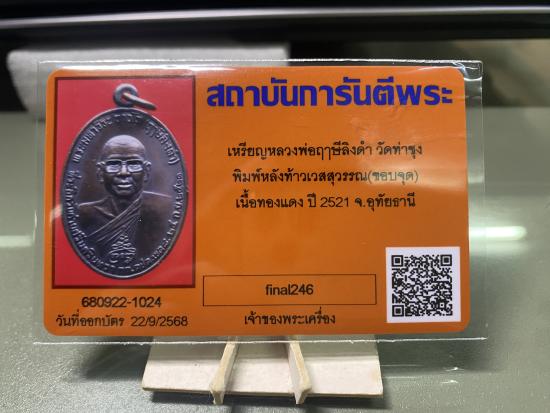 สถาบันการันตีพระ
เหรียญหลวงพ่อฤาษีลิงดำ วัดท่าซุง
พิมพ์หลังท้าวเวสสุวรรณ(ขอบจุด)
เนื้อทองแดง ปี 2521 จ.อุทัยธานี
final246
680922-1024
วันที่ออกบัตร 22/9/2568
เจ้าของพระเครื่อง